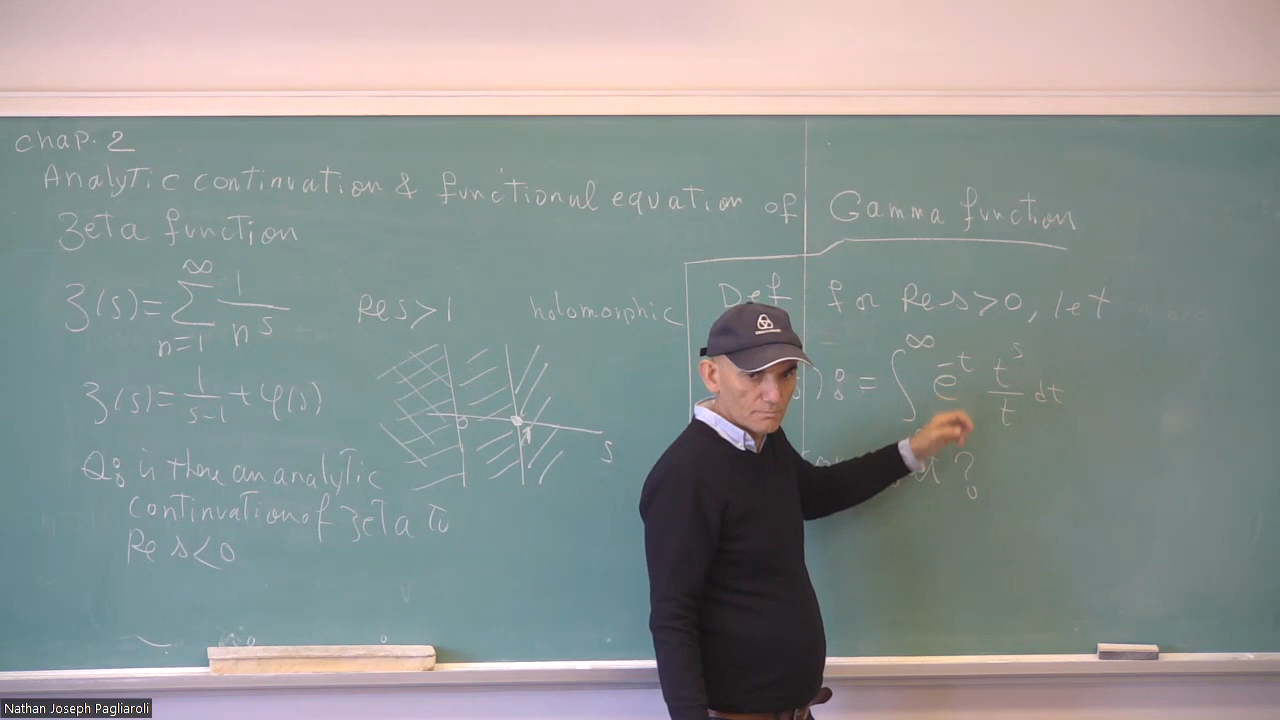 Chap. 2
Analytic continuation & functional equation of
Zeta function
ζ(s) = ∑_{n=1}^{∞} 1/n^s Re s > 1 holomorphic
ζ(s) = 1/(s-1) + φ(s)
Q: is there an analytic
continuation of Zeta to
Re s < 0
s
Gamma function
Def for Re s > 0, let
s) := ∫^∞ e^{-t} t^s/t dt
?
Nathan Joseph Pagliaroli